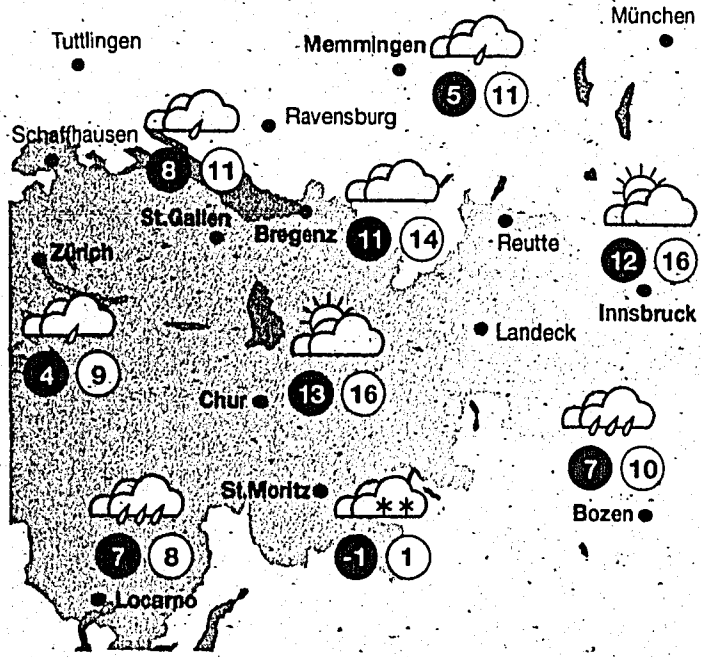 München
Tuttlingen
Memmingen
5 11
Ravensburg
Schaffhausen
8 11
St.Gallen
Bregenz
11 14
Reutte
Zürich
12 16
Innsbruck
Landeck
4 9
Chur
13 16
7 10
St.Moritz
Bozen
7 8
-1 1
Locarno